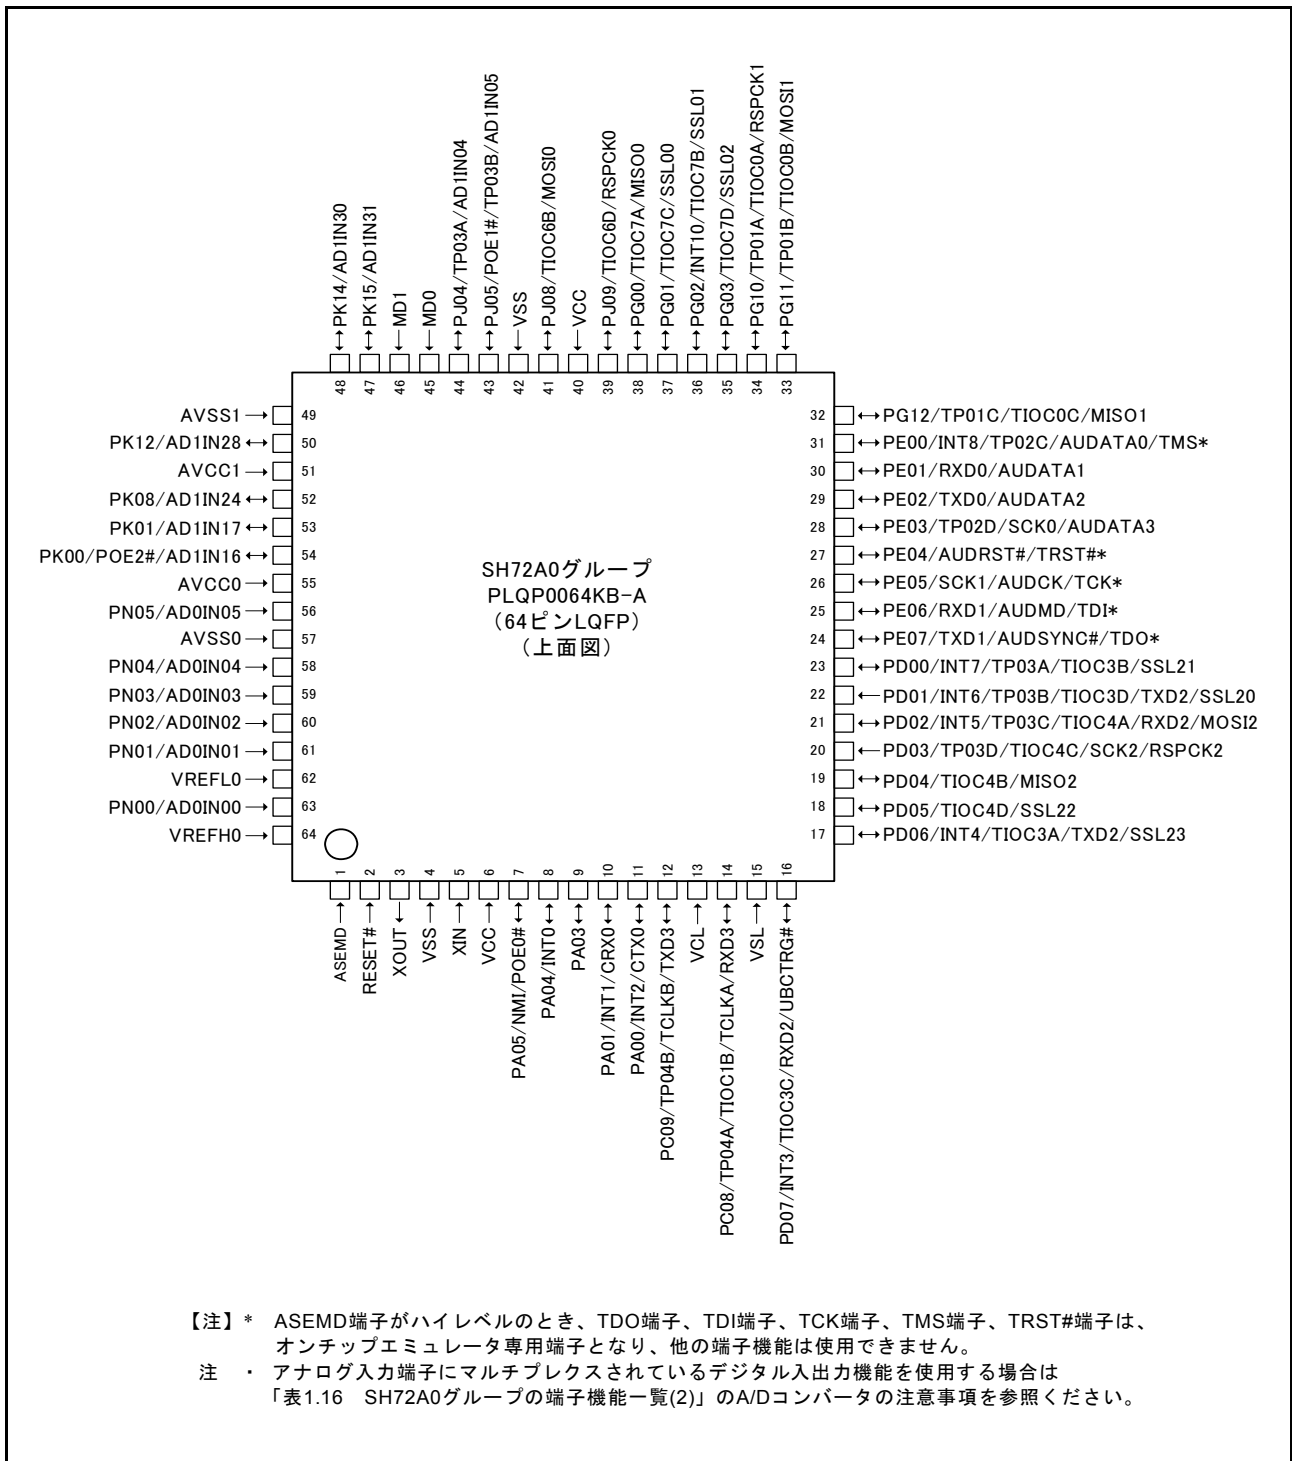 PK14/AD1IN30
PK15/AD1IN31
MD1
MD0
PJ04/TP03A/AD1IN04
PJ05/POE1#/TP03B/AD1IN05
VSS
PJ08/TIOC6B/MOSI0
VCC
PJ09/TIOC6D/RSPCK0
PG00/TIOC7A/MISO0
PG01/TIOC7C/SSL00
PG02/INT10/TIOC7B/SSL01
PG03/TIOC7D/SSL02
PG10/TP01A/TIOC0A/RSPCK1
PG11/TP01B/TIOC0B/MOSI1
48
47
46
45
44
43
42
41
40
39
38
37
36
35
34
33
AVSS1 49
PK12/AD1IN28 50
AVCC1 51
PK08/AD1IN24 52
PK01/AD1IN17 53
PK00/POE2#/AD1IN16 54
AVCC0 55
PN05/AD0IN05 56
AVSS0 57
PN04/AD0IN04 58
PN03/AD0IN03 59
PN02/AD0IN02 60
PN01/AD0IN01 61
VREFL0 62
PN00/AD0IN00 63
VREFH0 64
SH72A0グループ
PLQP0064KB-A
(64ピンLQFP)
(上面図)
32 PG12/TP01C/TIOC0C/MISO1
31 PE00/INT8/TP02C/AUDATA0/TMS*
30 PE01/RXD0/AUDATA1
29 PE02/TXD0/AUDATA2
28 PE03/TP02D/SCK0/AUDATA3
27 PE04/AUDRST#/TRST#*
26 PE05/SCK1/AUDCK/TCK*
25 PE06/RXD1/AUDMD/TDI*
24 PE07/TXD1/AUDSYNC#/TDO*
23 PD00/INT7/TP03A/TIOC3B/SSL21
22 PD01/INT6/TP03B/TIOC3D/TXD2/SSL20
21 PD02/INT5/TP03C/TIOC4A/RXD2/MOSI2
20 PD03/TP03D/TIOC4C/SCK2/RSPCK2
19 PD04/TIOC4B/MISO2
18 PD05/TIOC4D/SSL22
17 PD06/INT4/TIOC3A/TXD2/SSL23
1
2
3
4
5
6
7
8
9
10
11
12
13
14
15
16
ASEMD
RESET#
XOUT
VSS
XIN
VCC
PA05/NMI/POE0#
PA04/INT0
PA03
PA01/INT1/CRX0
PA00/INT2/CTX0
PC09/TP04B/TCLKB/TXD3
VCL
PC08/TP04A/TIOC1B/TCLKA/RXD3
VSL
PD07/INT3/TIOC3C/RXD2/UBCTRG#
【注】* ASEMD端子がハイレベルのとき、TDO端子、TDI端子、TCK端子、TMS端子、TRST#端子は、
オンチップエミュレータ専用端子となり、他の端子機能は使用できません。
注 ・ アナログ入力端子にマルチプレクスされているデジタル入出力機能を使用する場合は
「表1.16 SH72A0グループの端子機能一覧(2)」のA/Dコンバータの注意事項を参照ください。